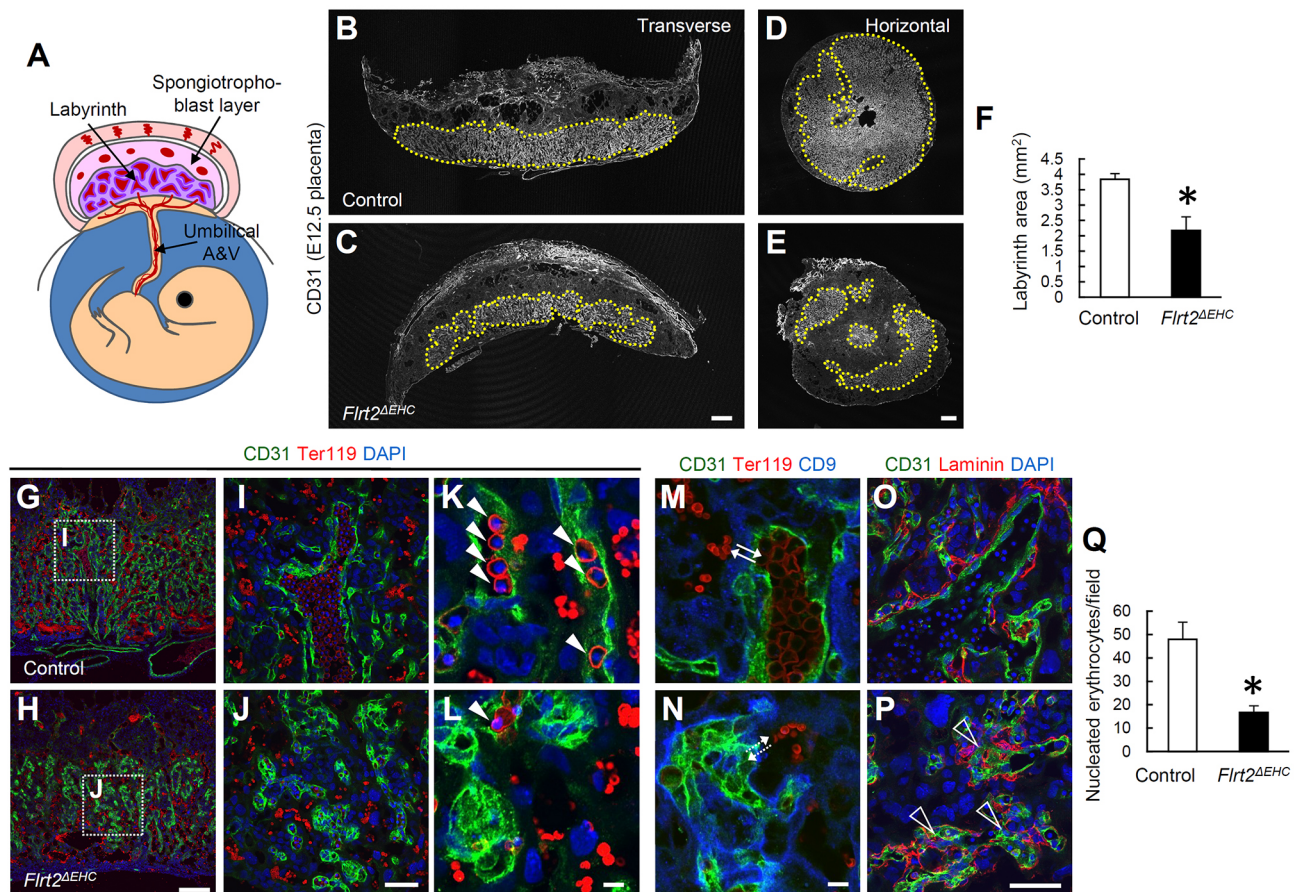 A
Spongiotropho-
blast layer
Labyrinth
Umbilical
A&V
CD31 (E12.5 placenta)
B
Transverse
Control
C
Flrt2ΔEHC
D
Horizontal
E
F
Labyrinth area (mm2)
4.5
4
3.5
3
2.5
2
1.5
1
0.5
0
*
Control
Flrt2ΔEHC
CD31 Ter119 DAPI
CD31 Ter119 CD9
CD31 Laminin DAPI
G
I
Control
I
K
M
O
H
J
Flrt2ΔEHC
J
L
N
P
Q
Nucleated erythrocytes/field
60
50
40
30
20
10
0
*
Control
Flrt2ΔEHC